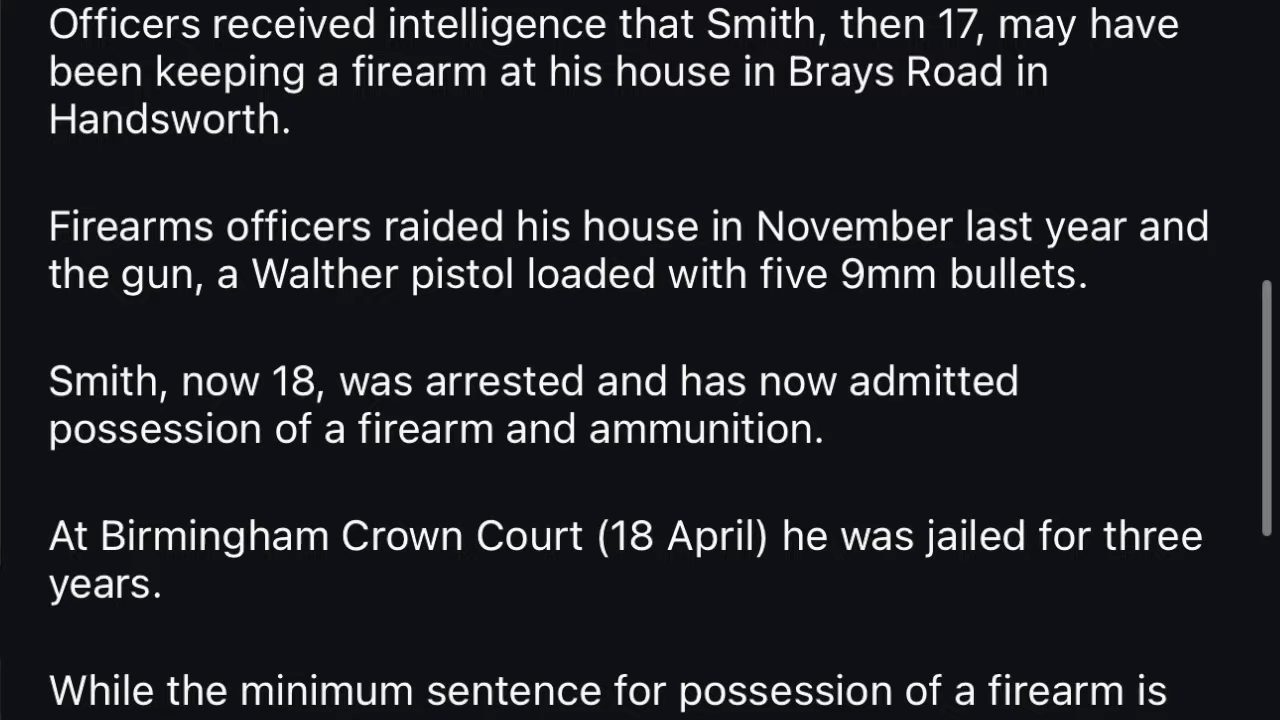 Officers received intelligence that Smith, then 17, may have
been keeping a firearm at his house in Brays Road in
Handsworth.
Firearms officers raided his house in November last year and
the gun, a Walther pistol loaded with five 9mm bullets.
Smith, now 18, was arrested and has now admitted
possession of a firearm and ammunition.
At Birmingham Crown Court (18 April) he was jailed for three
years.
While the minimum sentence for possession of a firearm is